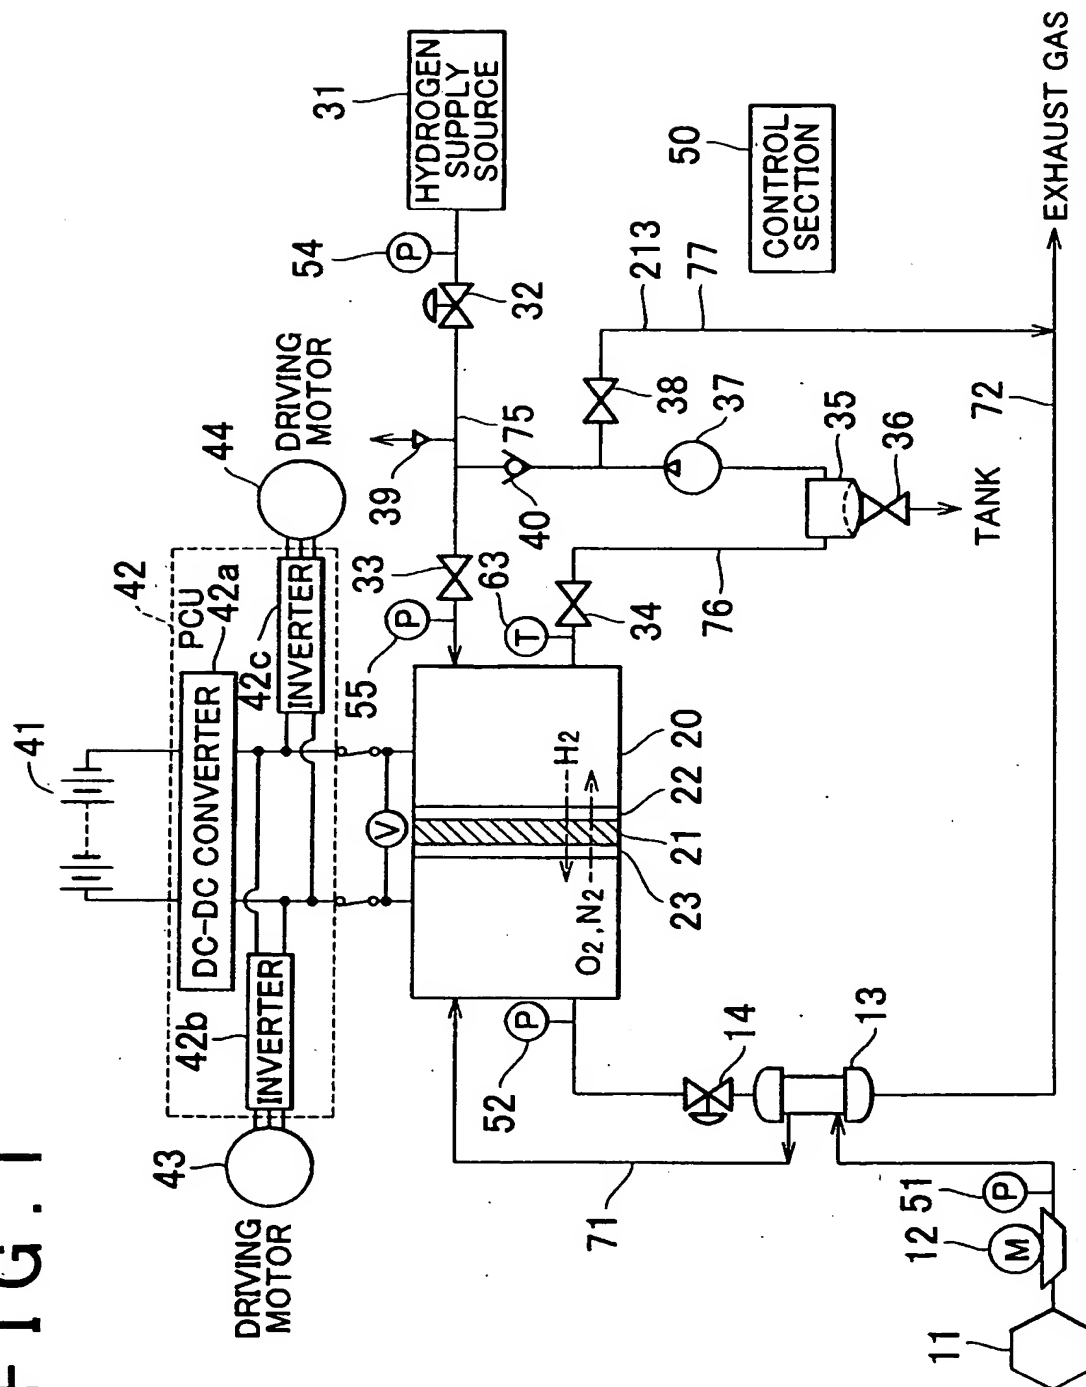 FIG. 1
41
44
DRIVING
MOTOR
42
PCU
42a
DC-DC CONVERTER
42c
INVERTER
42b
INVERTER
43
DRIVING
MOTOR
V
54
P
31
HYDROGEN
SUPPLY
SOURCE
32
75
39
33
55
P
40
63
T
34
38
37
213
77
50
CONTROL
SECTION
35
36
TANK
76
72
EXHAUST GAS
20
22
21
23
H2
O2,N2
52
P
14
13
71
51
P
12
M
11